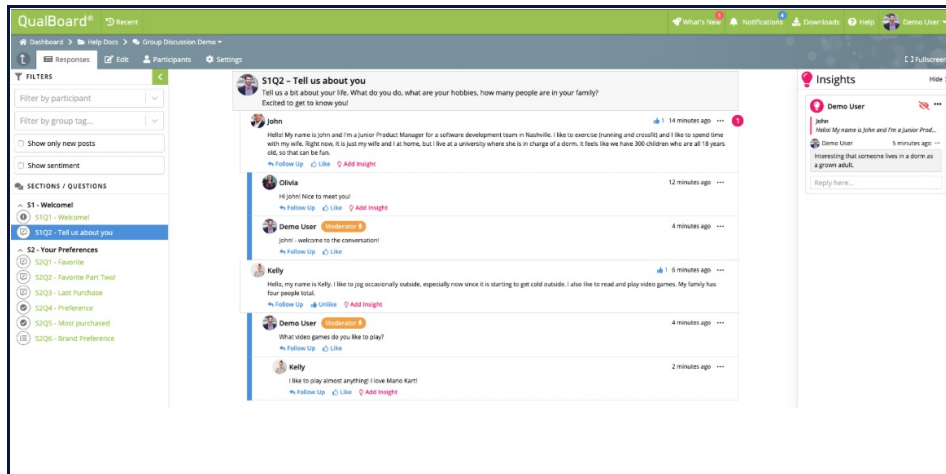 QualBoard® Recent
1 What's New Notifications 4 Downloads Help Demo User
Dashboard > Help Docs > Group Discussion Demo
t Responses Edit Participants Settings
Fullscreen
FILTERS
Filter by participant
Filter by group tag...
Show only new posts
Show sentiment
SECTIONS / QUESTIONS
S1 - Welcome!
S1Q1 - Welcome!
S1Q2 - Tell us about you
S2 - Your Preferences
S2Q1 - Favorite
S2Q2 - Favorite Part Two!
S2Q3 - Last Purchase
S2Q4 - Preference
S2Q5 - Most purchased
S2Q6 - Brand Preference
S1Q2 – Tell us about you
Tell us a bit about your life. What do you do, what are your hobbies, how many people are in your family?
Excited to get to know you!
John 1 14 minutes ago ••• 1
Hello! My name is John and I'm a Junior Product Manager for a software development team in Nashville. I like to exercise (running and crossfit) and I like to spend time
with my wife. Right now, it is just my wife and I at home, but I live at a university where she is in charge of a dorm. It feels like we have 300 children who are all 18 years
old, so that can be fun.
Follow Up Like Add Insight
Olivia 12 minutes ago •••
Hi John! Nice to meet you!
Follow Up Like Add Insight
Demo User Moderator 4 minutes ago •••
John! - welcome to the conversation!
Follow Up Like
Kelly 1 6 minutes ago •••
Hello, my name is Kelly. I like to jog occasionally outside, especially now since it is starting to get cold outside. I also like to read and play video games. My family has
four people total.
Follow Up Unlike Add Insight
Demo User Moderator 4 minutes ago •••
What video games do you like to play?
Follow Up Like
Kelly 2 minutes ago •••
I like to play almost anything! I love Mario Kart!
Follow Up Like Add Insight
Insights Hide
Demo User •••
John
Hello! My name is John and I'm a Junior Prod...
Demo User 5 minutes ago •••
Interesting that someone lives in a dorm as
a grown adult.
Reply here...